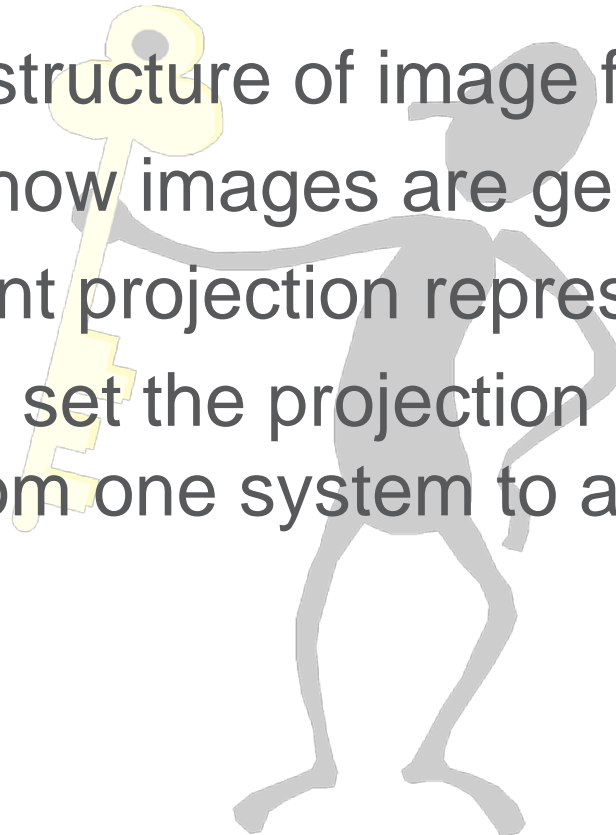 structure of image f
how images are ge
nt projection repres
set the projection
om one system to a